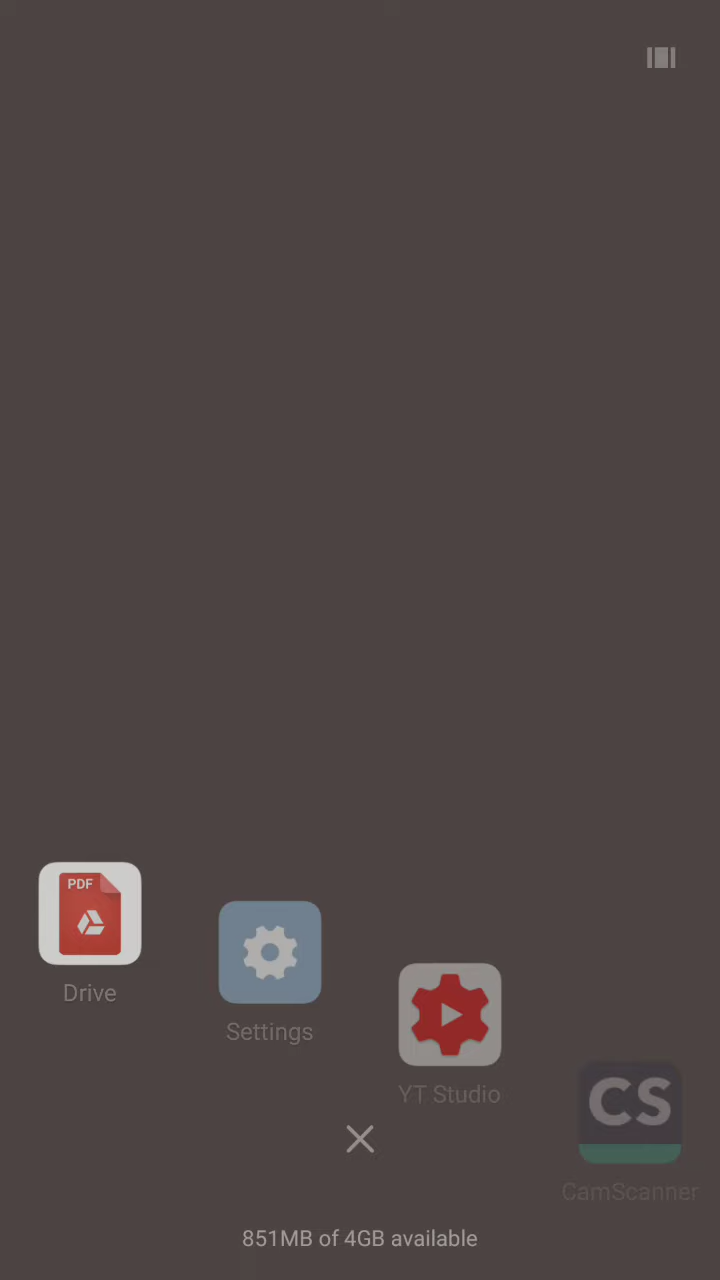 PDF
Drive
Settings
YT Studio
CS
CamScanner
851MB of 4GB available